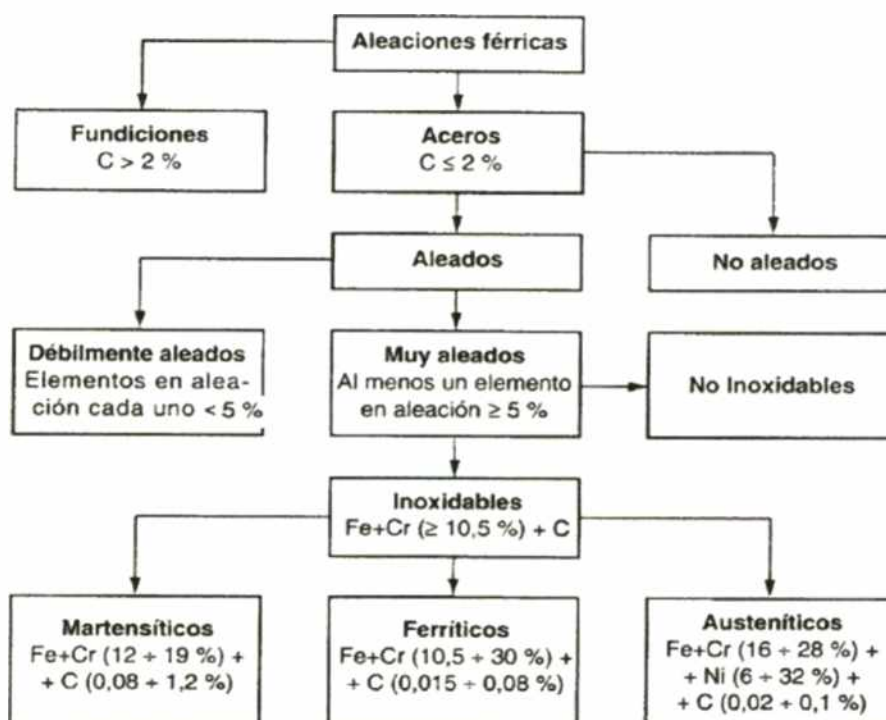 Aleaciones férricas
Fundiciones
C > 2 %
Aceros
C ≤ 2 %
Aleados
No aleados
Débilmente aleados
Elementos en alea-
ción cada uno < 5 %
Muy aleados
Al menos un elemento
en aleación ≥ 5 %
No Inoxidables
Inoxidables
Fe+Cr (≥ 10,5 %) + C
Martensíticos
Fe+Cr (12 ÷ 19 %) +
+ C (0,08 ÷ 1,2 %)
Ferríticos
Fe+Cr (10,5 ÷ 30 %) +
+ C (0,015 ÷ 0,08 %)
Austeníticos
Fe+Cr (16 ÷ 28 %) +
+ Ni (6 ÷ 32 %) +
+ C (0,02 ÷ 0,1 %)